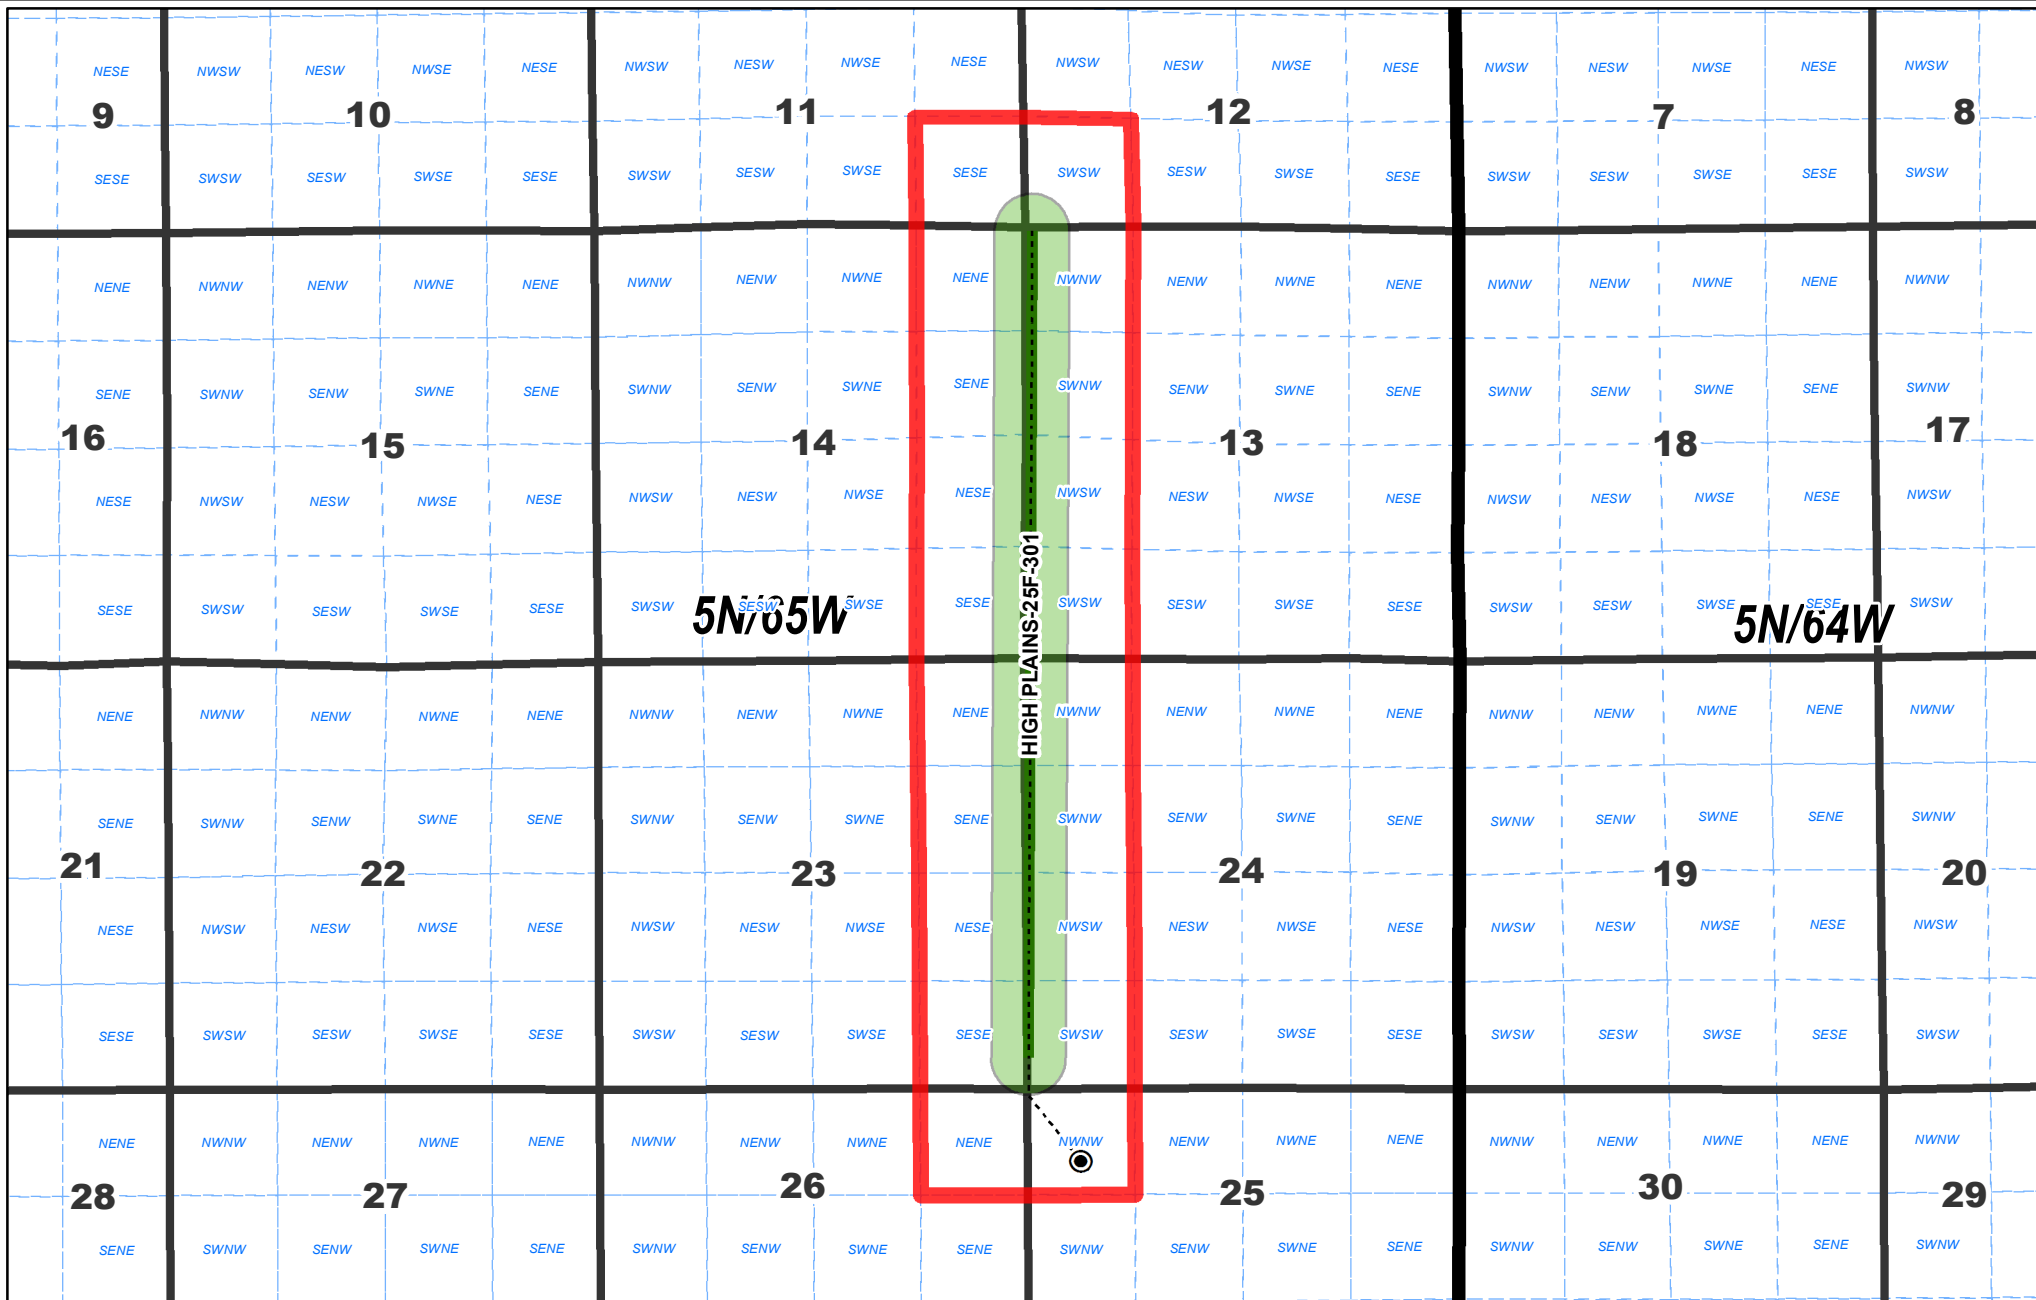 NESE NWSW NESW NWSE NESE NWSW NESW NWSE NESE NWSW NESW NWSE NESE NWSW NESW NWSE NESE NWSW
9 10 11 12 7 8
SESE SWSW SESW SWSE SESE SWSW SESW SWSE SESE SWSW SESW SWSE SESE SWSW SESW SWSE SESE SWSW
NENE NWNW NENW NWNE NENE NWNW NENW NWNE NENE NWNW NENW NWNE NENE NWNW NENW NWNE NENE NWNW
SENE SWNW SENW SWNE SENE SWNW SENW SWNE SENE SWNW SENW SWNE SENE SWNW SENW SWNE SENE SWNW
16 15 14 13 18 17
NESE NWSW NESW NWSE NESE NWSW NESW NWSE NESE NWSW NESW NWSE NESE NWSW NESW NWSE NESE NWSW
SESE SWSW SESW SWSE SESE SWSW SESW SWSE SESE SWSW SESW SWSE SESE SWSW SESW SWSE SESE SWSW
5N/65W 5N/64W
HIGH PLAINS-25F-301
NENE NWNW NENW NWNE NENE NWNW NENW NWNE NENE NWNW NENW NWNE NENE NWNW NENW NWNE NENE NWNW
SENE SWNW SENW SWNE SENE SWNW SENW SWNE SENE SWNW SENW SWNE SENE SWNW SENW SWNE SENE SWNW
21 22 23 24 19 20
NESE NWSW NESW NWSE NESE NWSW NESW NWSE NESE NWSW NESW NWSE NESE NWSW NESW NWSE NESE NWSW
SESE SWSW SESW SWSE SESE SWSW SESW SWSE SESE SWSW SESW SWSE SESE SWSW SESW SWSE SESE SWSW
NENE NWNW NENW NWNE NENE NWNW NENW NWNE NENE NWNW NENW NWNE NENE NWNW NENW NWNE NENE NWNW
28 27 26 25 30 29
SENE SWNW SENW SWNE SENE SWNW SENW SWNE SENE SWNW SENW SWNE SENE SWNW SENW SWNE SENE SWNW